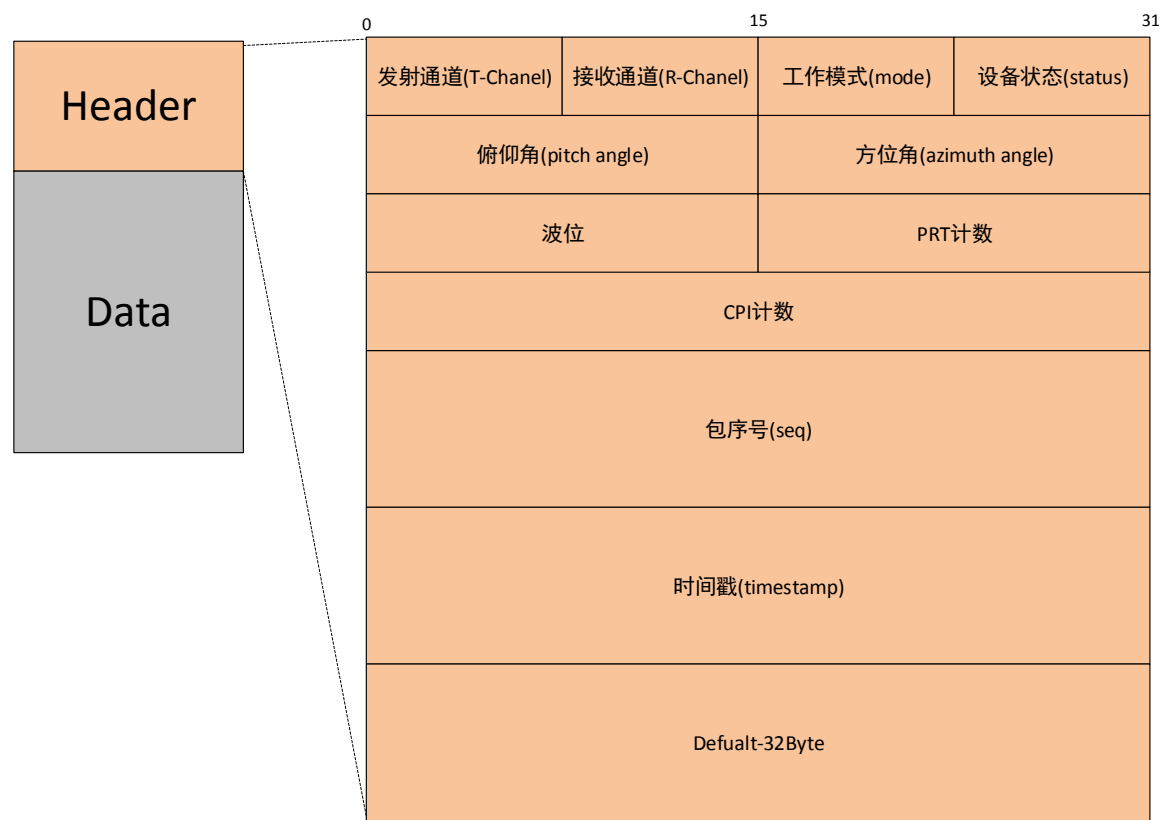 0 15 31
Header
Data
发射通道(T-Chanel) 接收通道(R-Chanel) 工作模式(mode) 设备状态(status)
俯仰角(pitch angle) 方位角(azimuth angle)
波位 PRT计数
CPI计数
包序号(seq)
时间戳(timestamp)
Defualt-32Byte